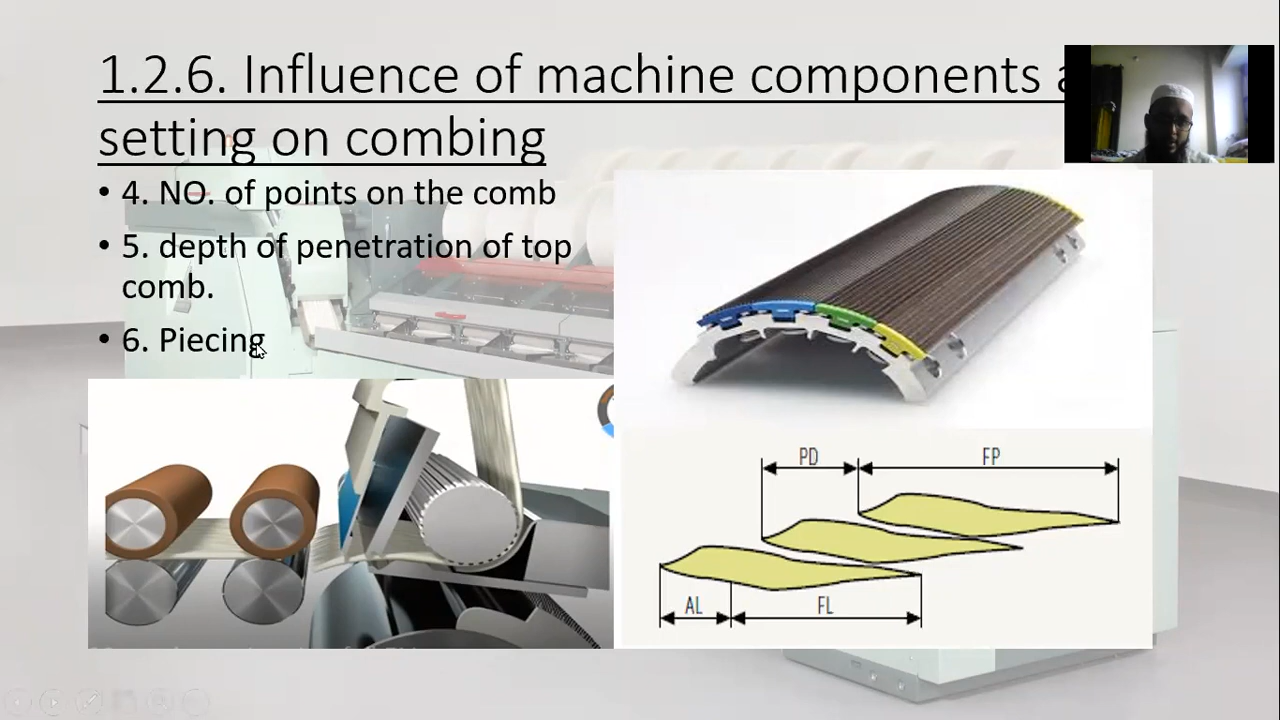 1.2.6. Influence of machine components
setting on combing
• 4. NO. of points on the comb
• 5. depth of penetration of top
comb.
• 6. Piecing
PD FP
AL FL